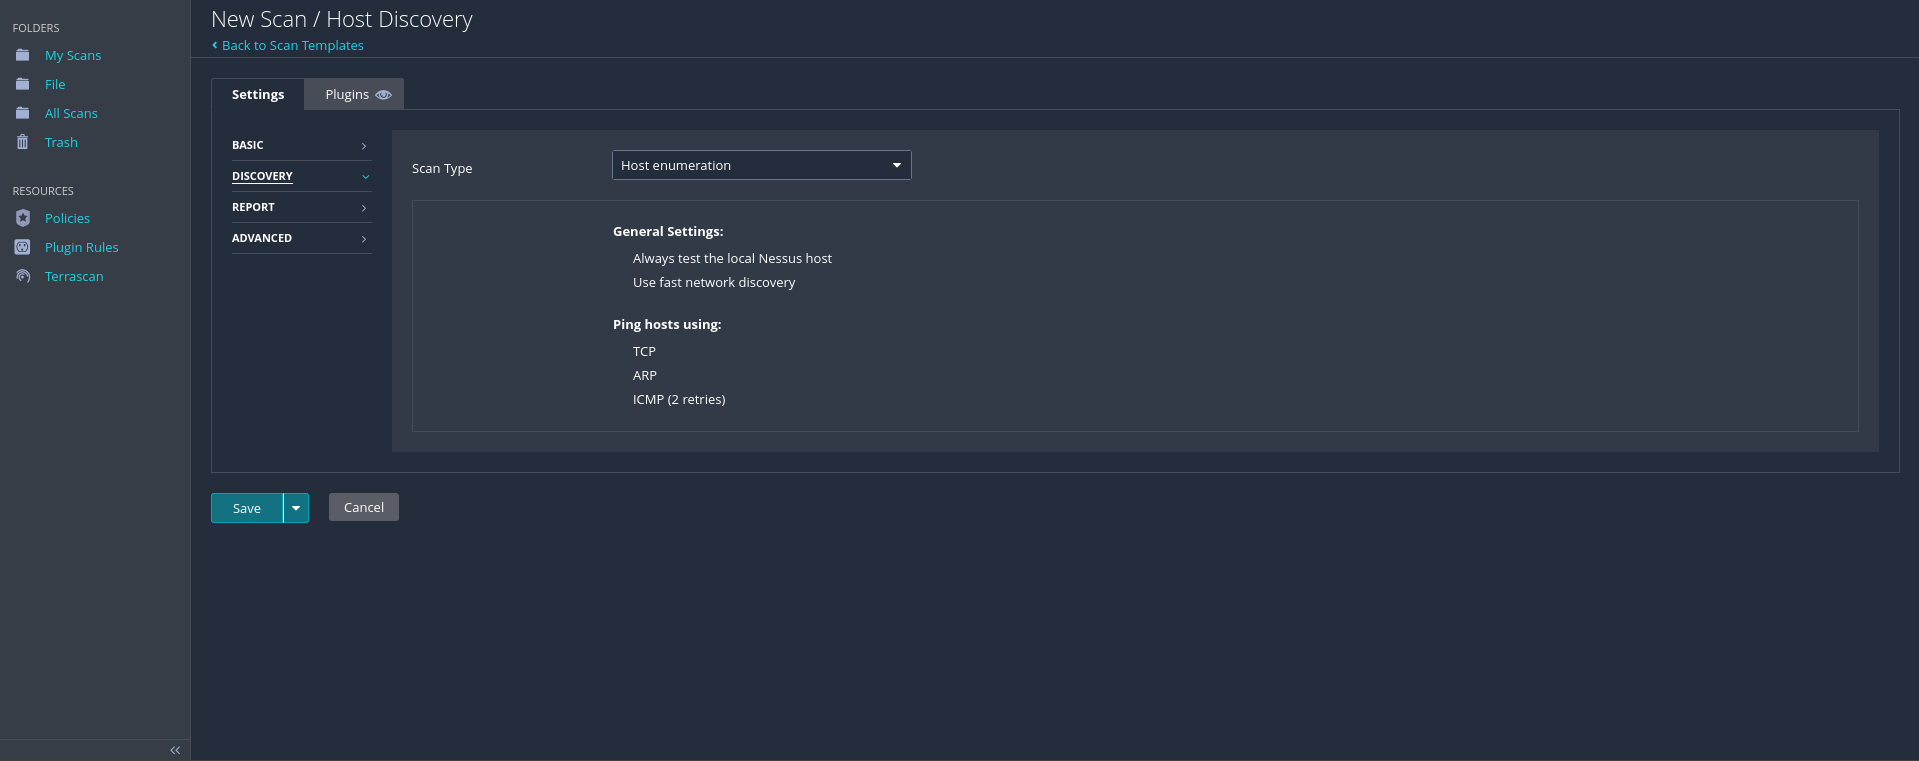 New Scan / Host Discovery
Back to Scan Templates
FOLDERS
My Scans
File
All Scans
Trash
RESOURCES
Policies
Plugin Rules
Terrascan
Settings
Plugins
BASIC
DISCOVERY
REPORT
ADVANCED
Scan Type
Host enumeration
General Settings:
Always test the local Nessus host
Use fast network discovery
Ping hosts using:
TCP
ARP
ICMP (2 retries)
Save
Cancel